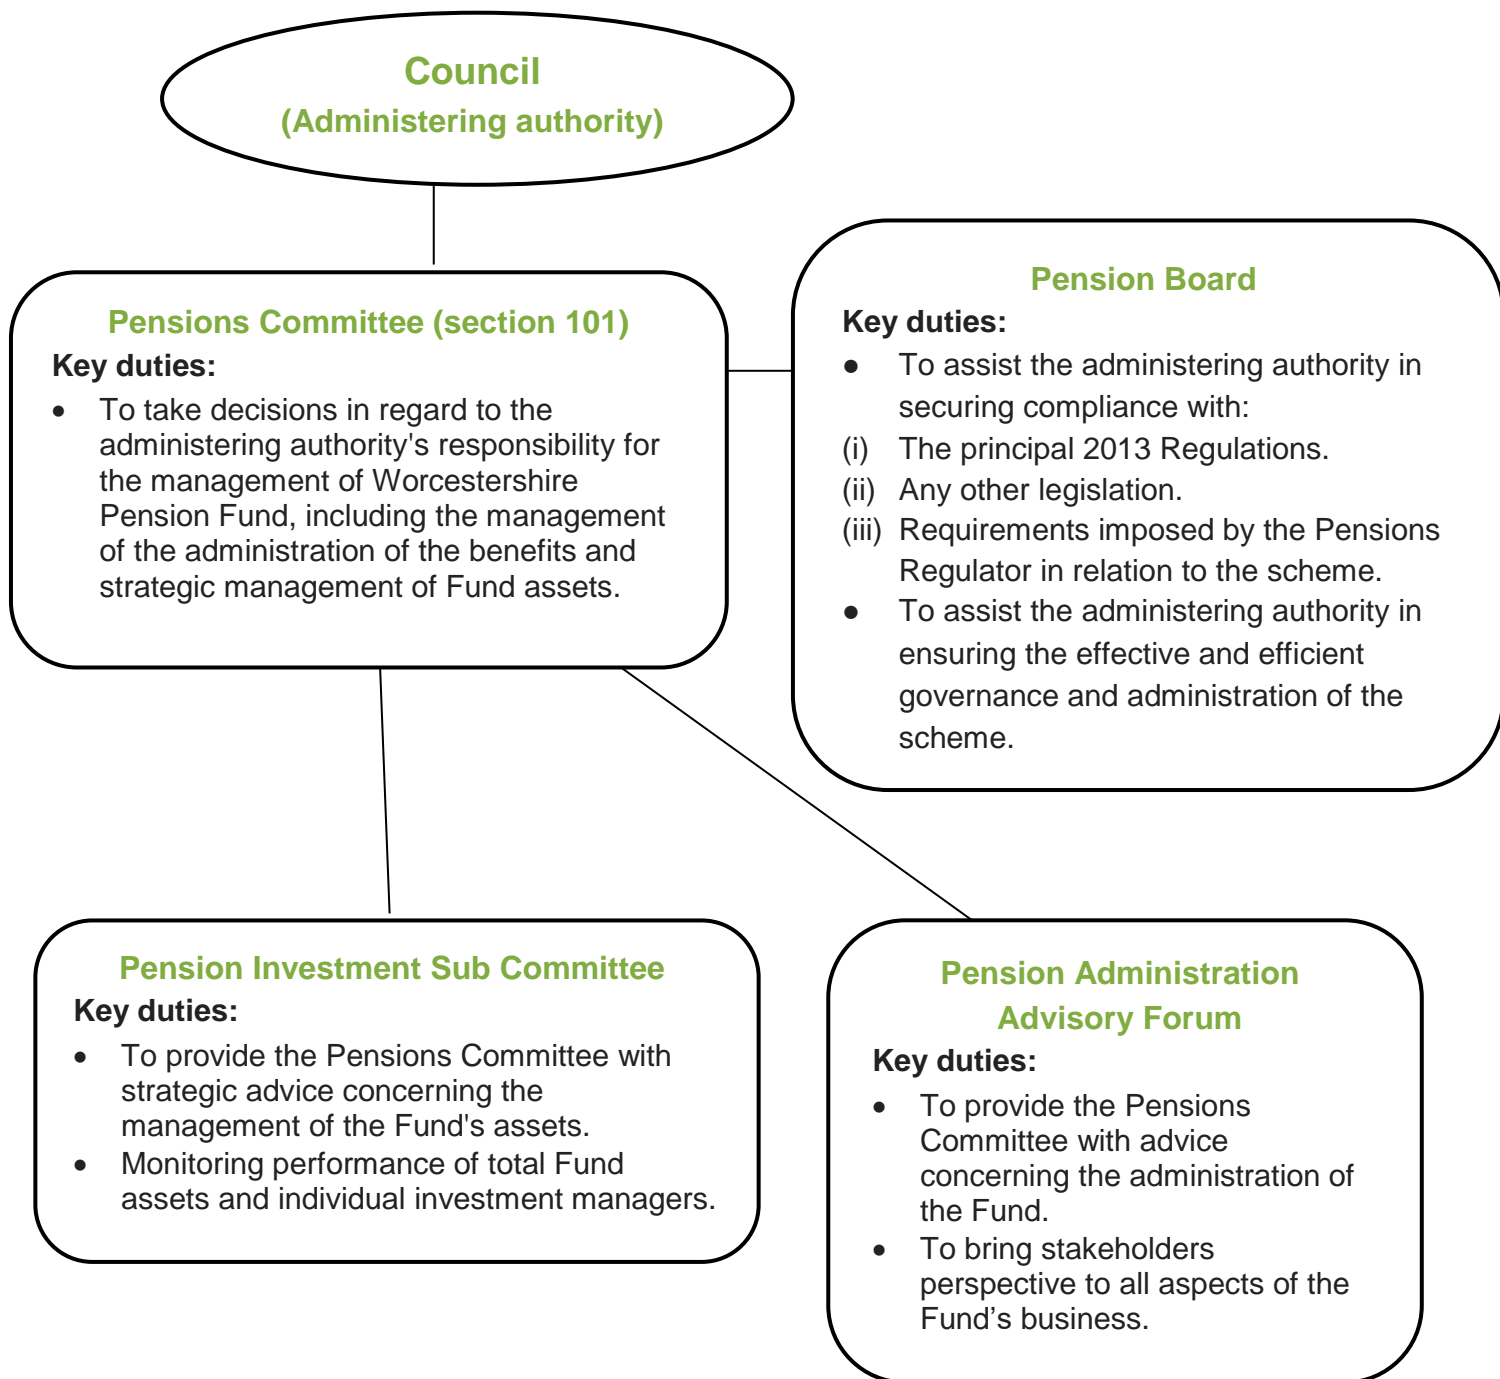 Council
(Administering authority)
Pensions Committee (section 101)
Key duties:
• To take decisions in regard to the
administering authority's responsibility for
the management of Worcestershire
Pension Fund, including the management
of the administration of the benefits and
strategic management of Fund assets.
Pension Board
Key duties:
● To assist the administering authority in
securing compliance with:
(i) The principal 2013 Regulations.
(ii) Any other legislation.
(iii) Requirements imposed by the Pensions
Regulator in relation to the scheme.
● To assist the administering authority in
ensuring the effective and efficient
governance and administration of the
scheme.
Pension Investment Sub Committee
Key duties:
• To provide the Pensions Committee with
strategic advice concerning the
management of the Fund's assets.
• Monitoring performance of total Fund
assets and individual investment managers.
Pension Administration
Advisory Forum
Key duties:
• To provide the Pensions
Committee with advice
concerning the administration of
the Fund.
• To bring stakeholders
perspective to all aspects of the
Fund’s business.